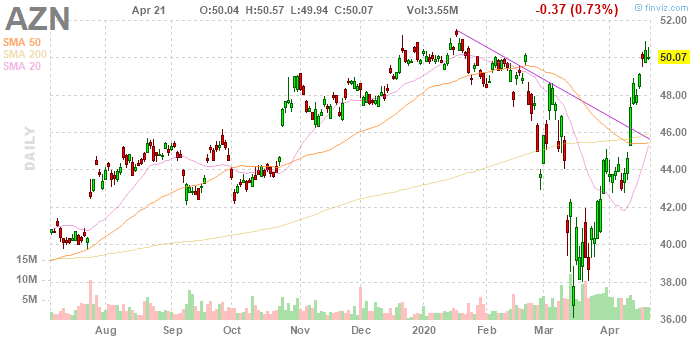 AZN Apr 21 O:50.04 H:50.57 L:49.94 C:50.07 Vol:3.55M -0.37 (0.73%) © finviz.com
SMA 50
SMA 200
SMA 20
DAILY
52.00
50.07
48.00
46.00
44.00
42.00
40.00
38.00
36.00
15M
10M
5M
Aug Sep Oct Nov Dec 2020 Feb Mar Apr